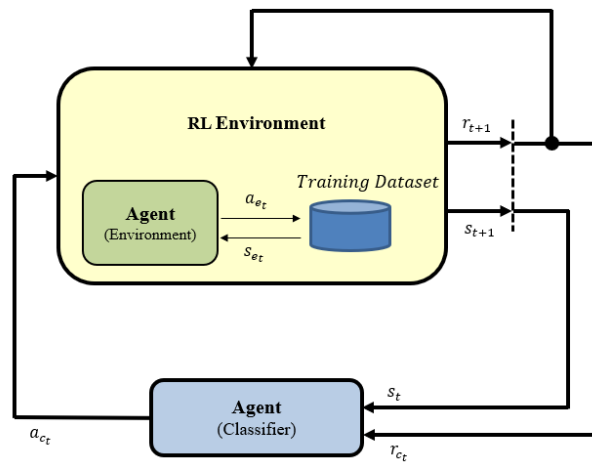 RL Environment
r_{t+1}
Training Dataset
Agent
(Environment)
a_{e_t}
s_{e_t}
s_{t+1}
s_t
Agent
(Classifier)
a_{c_t}
r_{c_t}